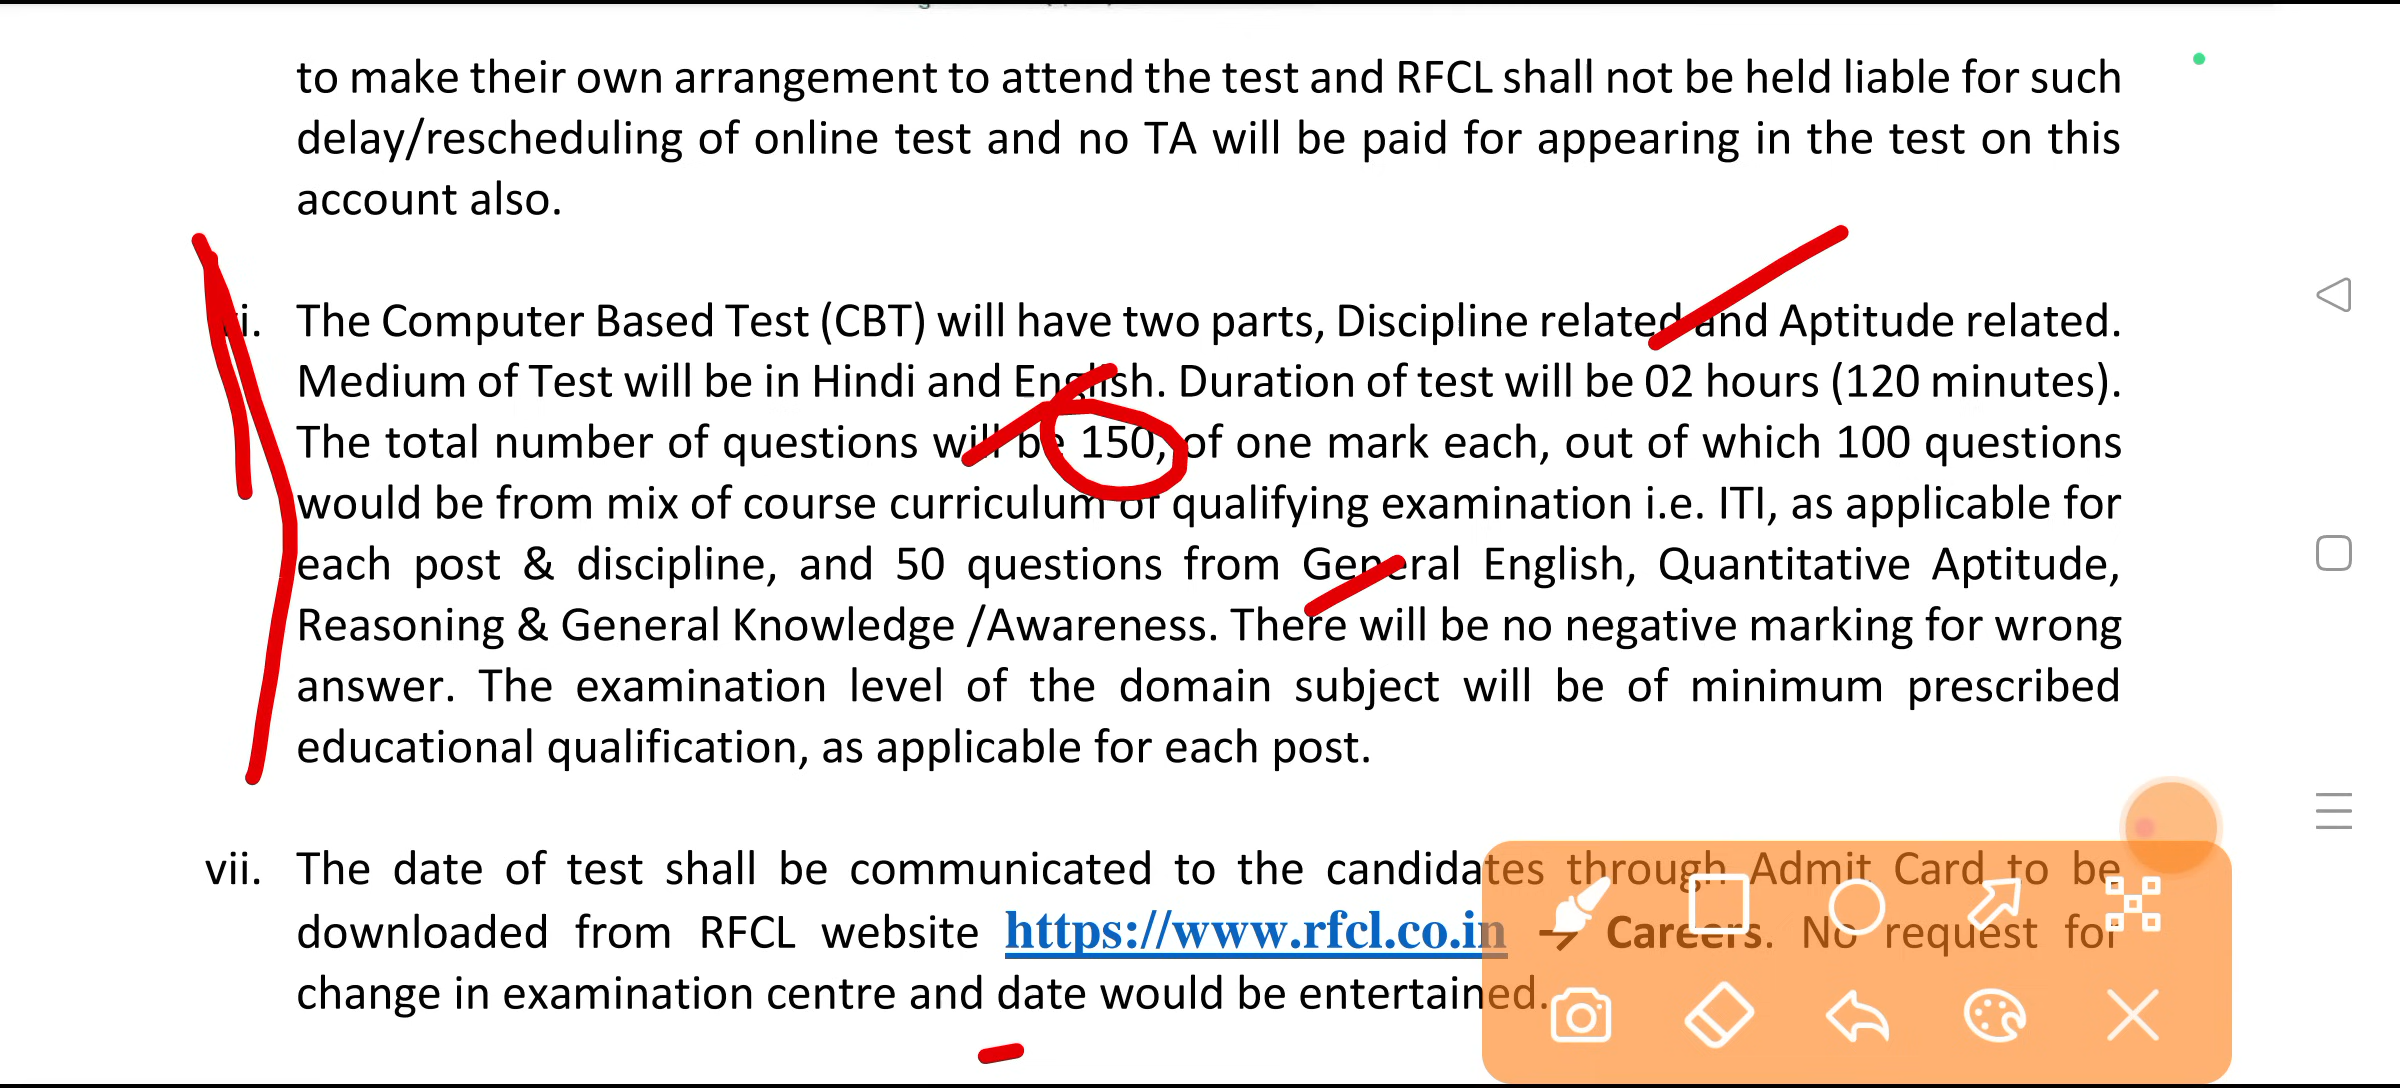 to make their own arrangement to attend the test and RFCL shall not be held liable for such
delay/rescheduling of online test and no TA will be paid for appearing in the test on this
account also.
vi. The Computer Based Test (CBT) will have two parts, Discipline related and Aptitude related.
Medium of Test will be in Hindi and English. Duration of test will be 02 hours (120 minutes).
The total number of questions will be 150, of one mark each, out of which 100 questions
would be from mix of course curriculum of qualifying examination i.e. ITI, as applicable for
each post & discipline, and 50 questions from General English, Quantitative Aptitude,
Reasoning & General Knowledge /Awareness. There will be no negative marking for wrong
answer. The examination level of the domain subject will be of minimum prescribed
educational qualification, as applicable for each post.
vii. The date of test shall be communicated to the candidates through Admit Card to be
downloaded from RFCL website https://www.rfcl.co.in → Careers. No request for
change in examination centre and date would be entertained.